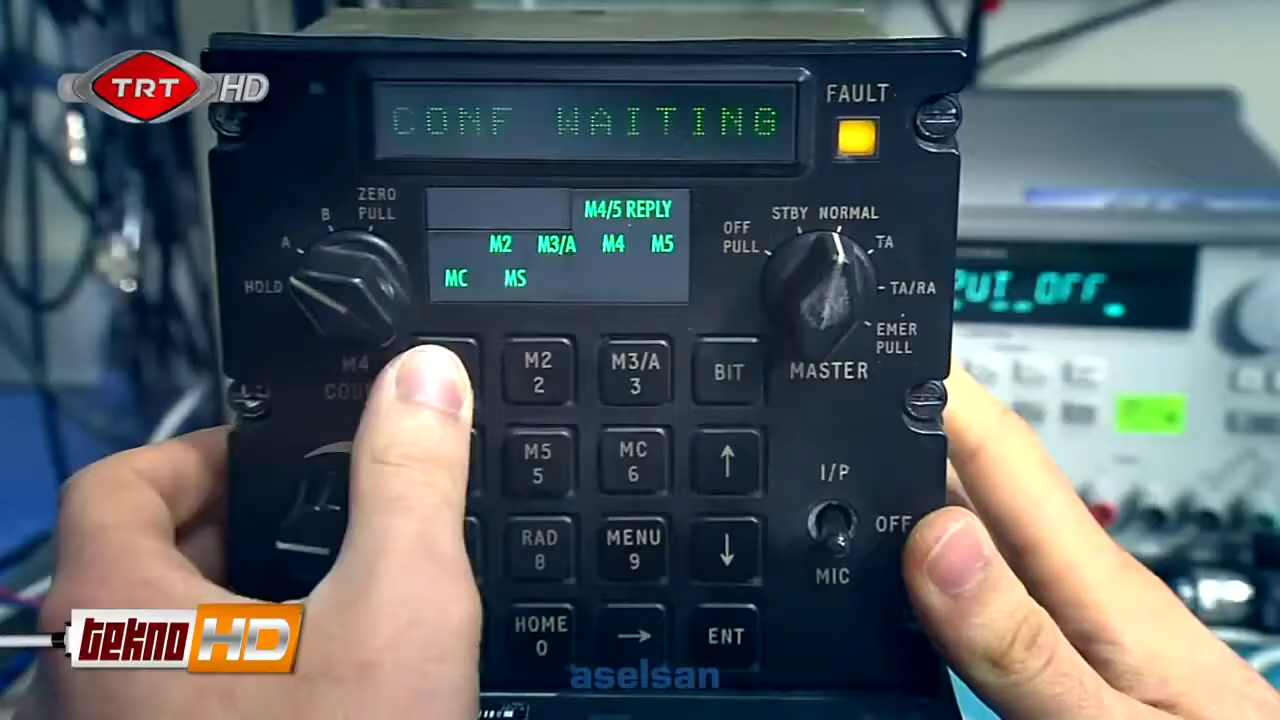 TRT HD
CONF WAITING
FAULT
ZERO
PULL
B
A
HOLD
M4
M4/5 REPLY
M2 M3/A M4 M5
MC MS
STBY NORMAL
OFF
PULL
TA
TA/RA
EMER
PULL
MASTER
PUT_OFF_
M2
2
M3/A
3
BIT
M5
5
MC
6
↑
RAD
8
MENU
9
↓
HOME
0
→
ENT
I/P
OFF
MIC
tekno HD
aselsan